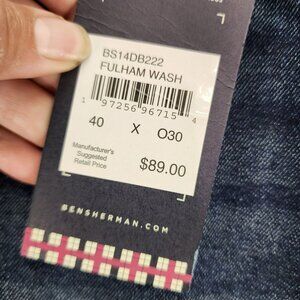 BS14DB222
FULHAM WASH
1 97256 96715 4
40 X O30
Manufacturer's
Suggested
Retail Price
$89.00
BENSHERMAN.COM